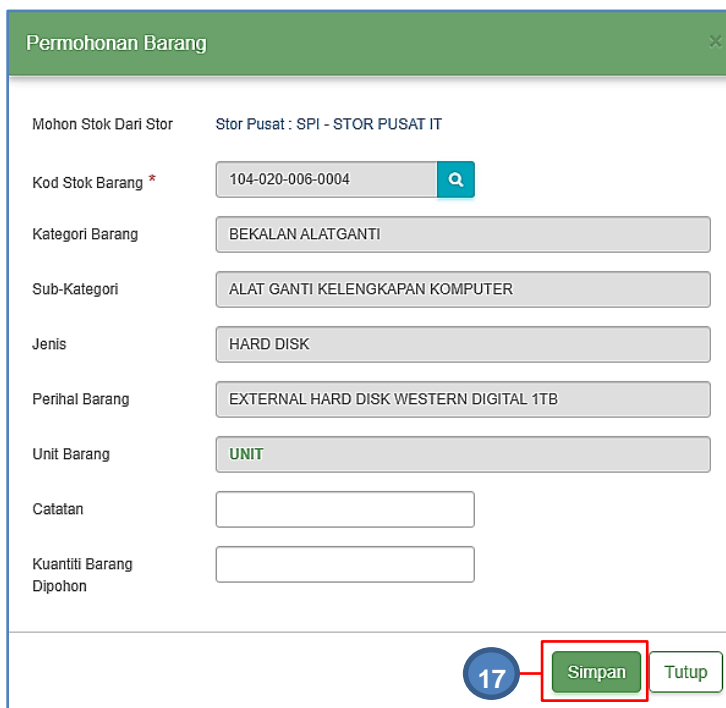 Permohonan Barang ×
Mohon Stok Dari Stor Stor Pusat : SPI - STOR PUSAT IT
Kod Stok Barang * 104-020-006-0004
Kategori Barang BEKALAN ALATGANTI
Sub-Kategori ALAT GANTI KELENGKAPAN KOMPUTER
Jenis HARD DISK
Perihal Barang EXTERNAL HARD DISK WESTERN DIGITAL 1TB
Unit Barang UNIT
Catatan
Kuantiti Barang
Dipohon
17 Simpan Tutup